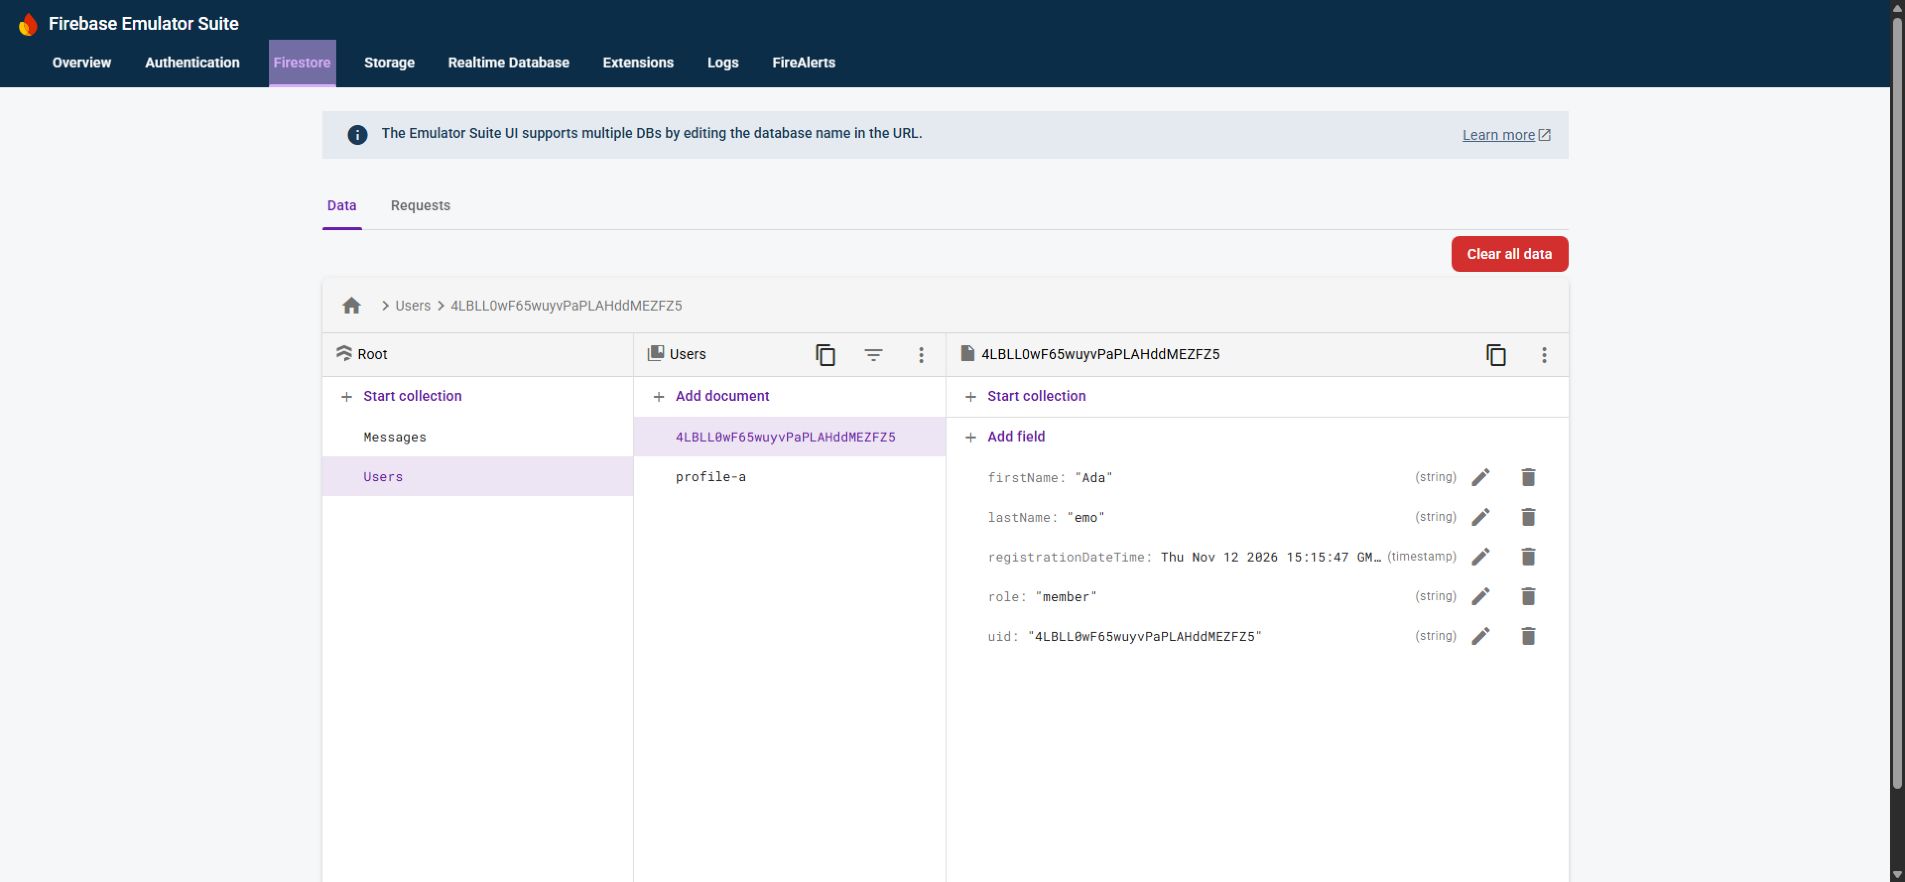 Firebase Emulator Suite
Overview Authentication Firestore Storage Realtime Database Extensions Logs FireAlerts
The Emulator Suite UI supports multiple DBs by editing the database name in the URL. Learn more
Data Requests
Clear all data
Users 4LBLL0wF65wuyvPaPLAHddMEZFZ5
Root Users 4LBLL0wF65wuyvPaPLAHddMEZFZ5
Start collection Add document Start collection
Messages 4LBLL0wF65wuyvPaPLAHddMEZFZ5 Add field
Users profile-a firstName: "Ada" (string)
lastName: "emo" (string)
registrationDateTime: Thu Nov 12 2026 15:15:47 GM… (timestamp)
role: "member" (string)
uid: "4LBLL0wF65wuyvPaPLAHddMEZFZ5" (string)